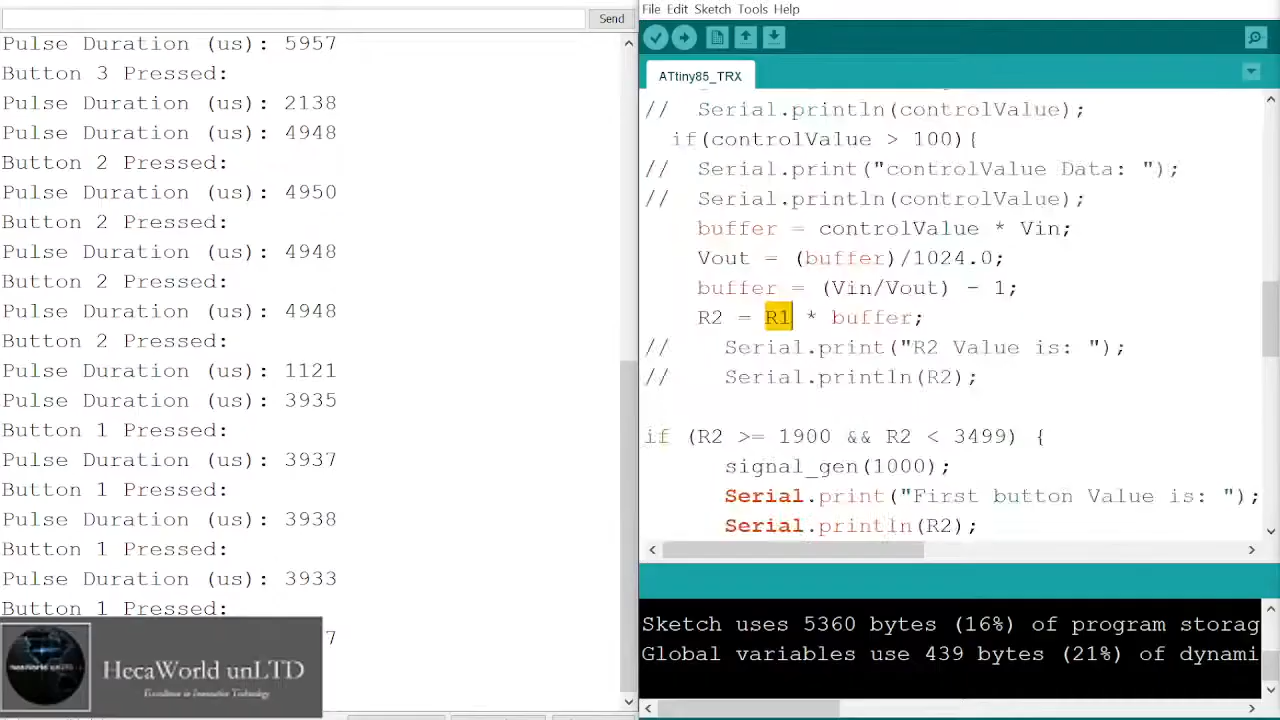 Send
Pulse Duration (us): 5957
Button 3 Pressed:
Pulse Duration (us): 2138
Pulse Duration (us): 4948
Button 2 Pressed:
Pulse Duration (us): 4950
Button 2 Pressed:
Pulse Duration (us): 4948
Button 2 Pressed:
Pulse Duration (us): 4948
Button 2 Pressed:
Pulse Duration (us): 1121
Pulse Duration (us): 3935
Button 1 Pressed:
Pulse Duration (us): 3937
Button 1 Pressed:
Pulse Duration (us): 3938
Button 1 Pressed:
Pulse Duration (us): 3933
Button 1 Pressed:
7
HecaWorld unLTD
Excellence in Innovative Technology
File Edit Sketch Tools Help
ATtiny85_TRX
// Serial.println(controlValue);
if(controlValue > 100){
// Serial.print("controlValue Data: ");
// Serial.println(controlValue);
buffer = controlValue * Vin;
Vout = (buffer)/1024.0;
buffer = (Vin/Vout) - 1;
R2 = R1 * buffer;
// Serial.print("R2 Value is: ");
// Serial.println(R2);
if (R2 >= 1900 && R2 < 3499) {
signal_gen(1000);
Serial.print("First button Value is: ");
Serial.println(R2);
Sketch uses 5360 bytes (16%) of program storag
Global variables use 439 bytes (21%) of dynami